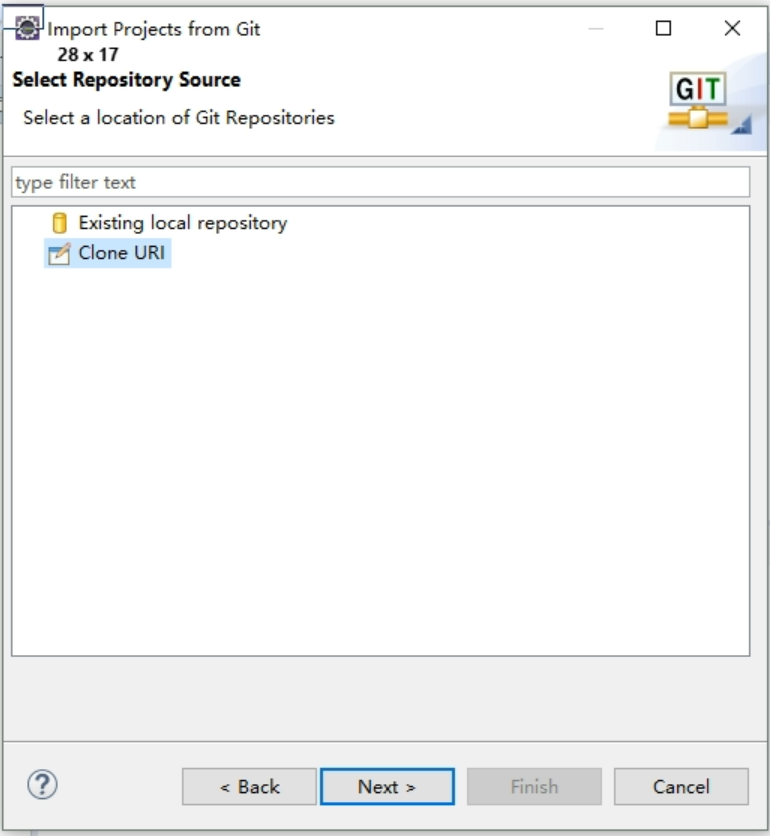 Import Projects from Git
28 x 17
Select Repository Source
Select a location of Git Repositories
GIT
type filter text
Existing local repository
Clone URI
?
< Back Next > Finish Cancel